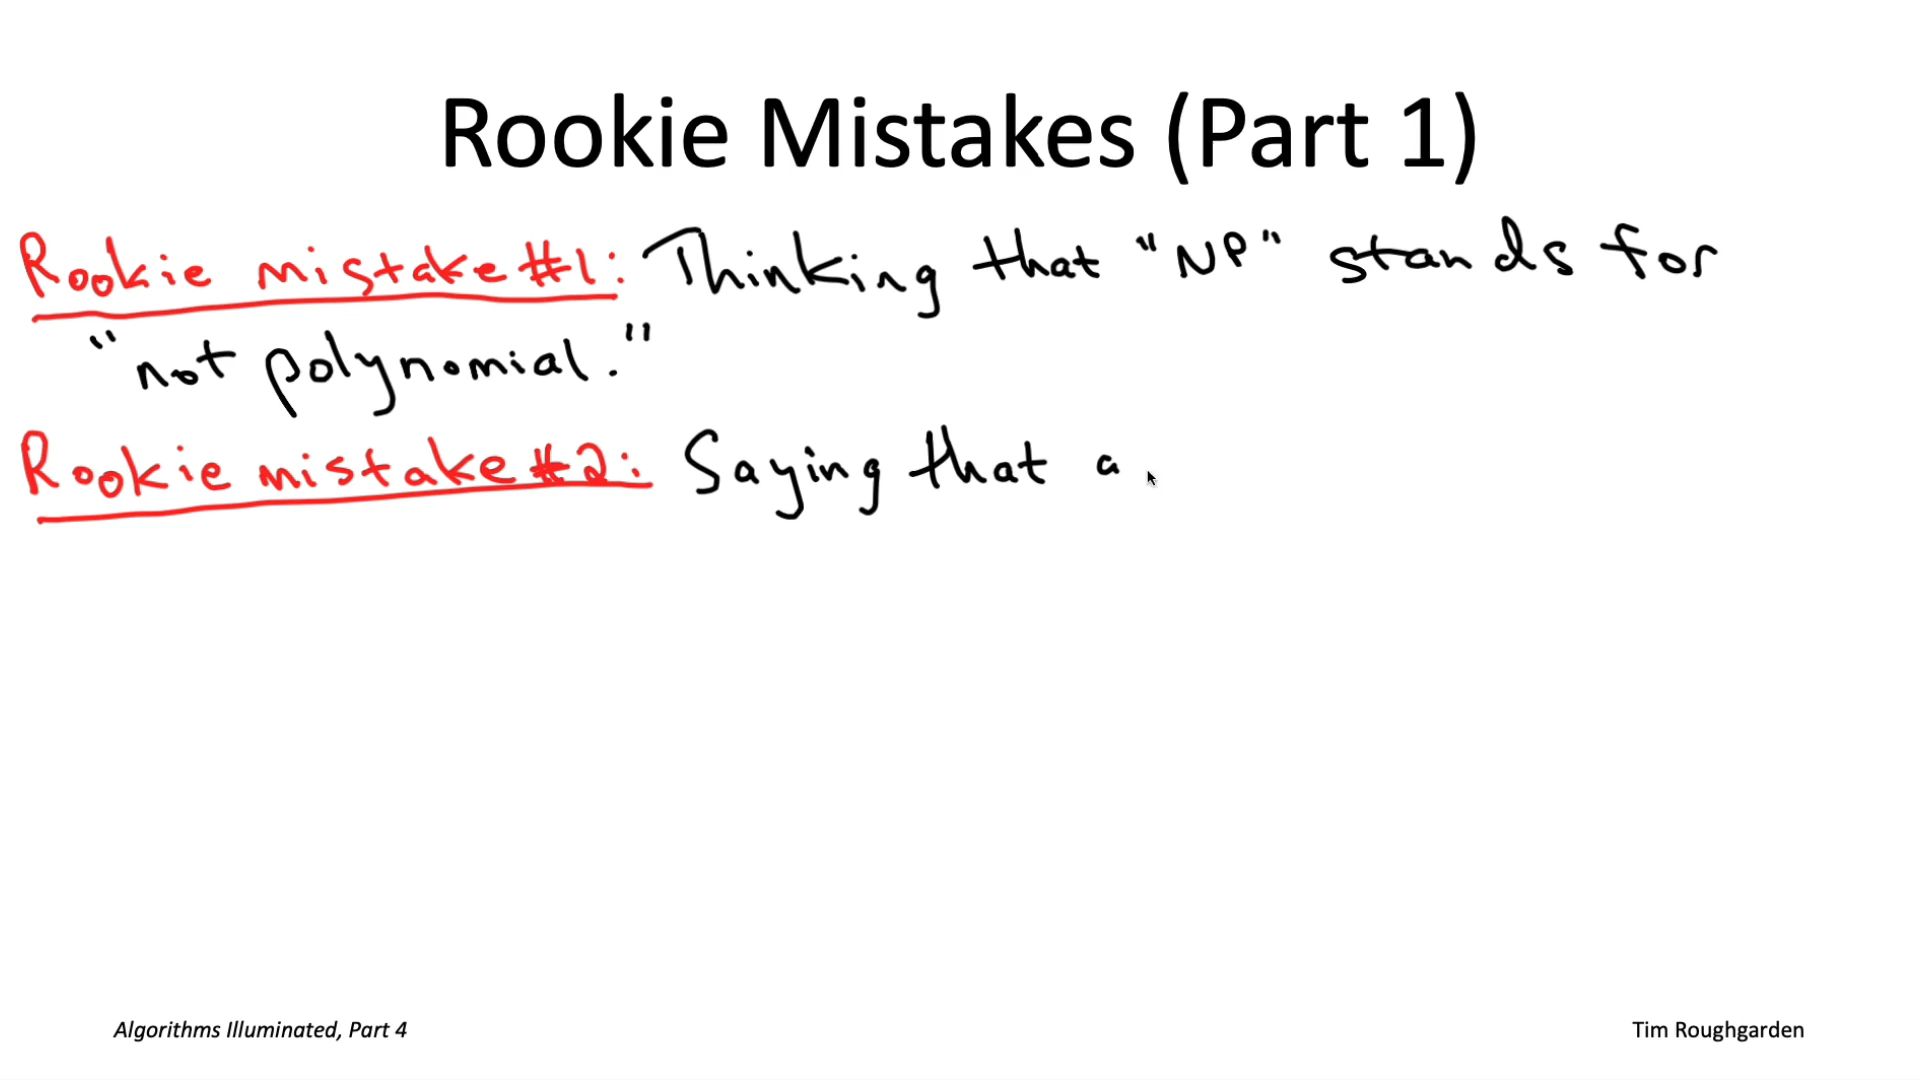 Rookie Mistakes (Part 1)
Rookie mistake #1: Thinking that "NP" stands for
"not polynomial."
Rookie mistake #2: Saying that a
Algorithms Illuminated, Part 4
Tim Roughgarden